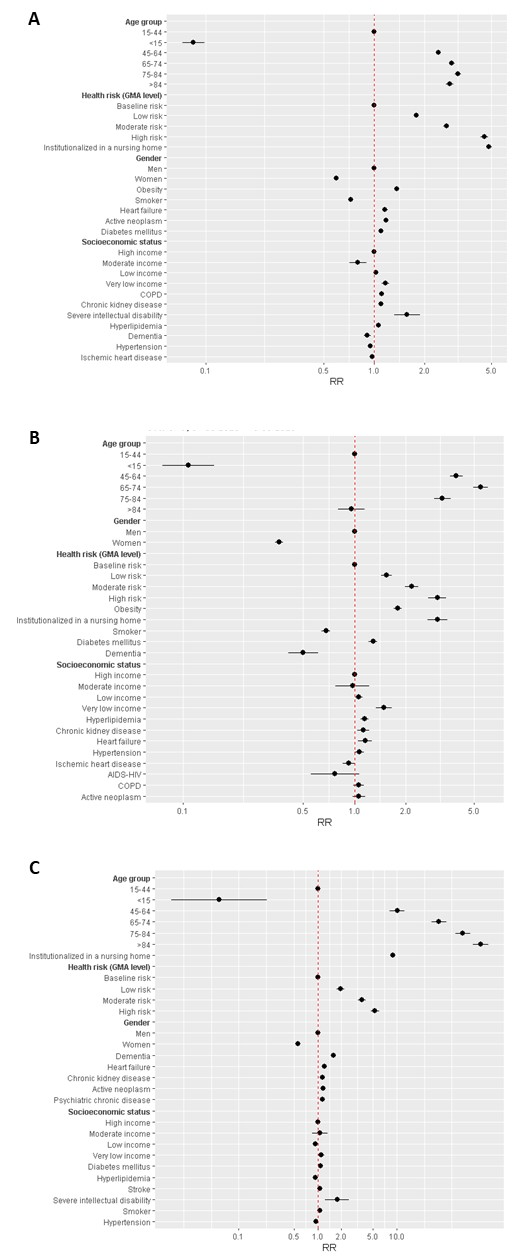 A
Age group
15-44
<15
45-64
65-74
75-84
>84
Health risk (GMA level)
Baseline risk
Low risk
Moderate risk
High risk
Institutionalized in a nursing home
Gender
Men
Women
Obesity
Smoker
Heart failure
Active neoplasm
Diabetes mellitus
Socioeconomic status
High income
Moderate income
Low income
Very low income
COPD
Chronic kidney disease
Severe intellectual disability
Hyperlipidemia
Dementia
Hypertension
Ischemic heart disease
0.1 0.5 1.0 2.0 5.0
RR
B
Age group
15-44
<15
45-64
65-74
75-84
>84
Gender
Men
Women
Health risk (GMA level)
Baseline risk
Low risk
Moderate risk
High risk
Obesity
Institutionalized in a nursing home
Smoker
Diabetes mellitus
Dementia
Socioeconomic status
High income
Moderate income
Low income
Very low income
Hyperlipidemia
Chronic kidney disease
Heart failure
Hypertension
Ischemic heart disease
AIDS-HIV
COPD
Active neoplasm
0.1 0.5 1.0 2.0 5.0
RR
C
Age group
15-44
<15
45-64
65-74
75-84
>84
Institutionalized in a nursing home
Health risk (GMA level)
Baseline risk
Low risk
Moderate risk
High risk
Gender
Men
Women
Dementia
Heart failure
Chronic kidney disease
Active neoplasm
Psychiatric chronic disease
Socioeconomic status
High income
Moderate income
Low income
Very low income
Diabetes mellitus
Hyperlipidemia
Stroke
Severe intellectual disability
Smoker
Hypertension
0.1 0.5 1.0 2.0 5.0 10.0
RR